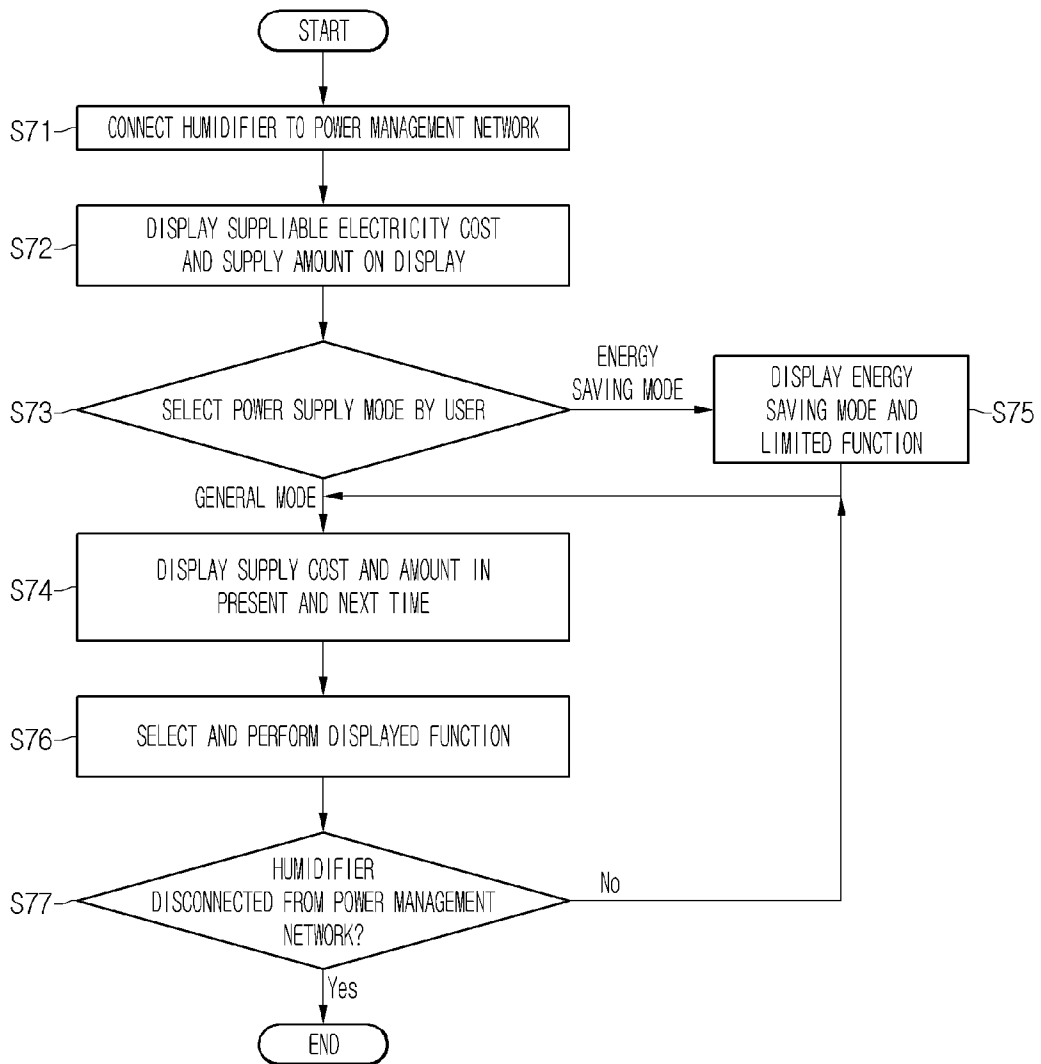 START
S71
CONNECT HUMIDIFIER TO POWER MANAGEMENT NETWORK
S72
DISPLAY SUPPLIABLE ELECTRICITY COST
AND SUPPLY AMOUNT ON DISPLAY
S73
SELECT POWER SUPPLY MODE BY USER
ENERGY
SAVING MODE
DISPLAY ENERGY
SAVING MODE AND
LIMITED FUNCTION
S75
GENERAL MODE
S74
DISPLAY SUPPLY COST AND AMOUNT IN
PRESENT AND NEXT TIME
S76
SELECT AND PERFORM DISPLAYED FUNCTION
S77
HUMIDIFIER
DISCONNECTED FROM POWER MANAGEMENT
NETWORK?
No
Yes
END